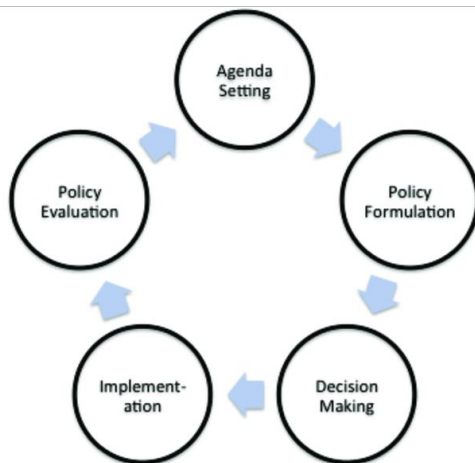 Agenda
Setting
Policy
Formulation
Decision
Making
Implement-
ation
Policy
Evaluation